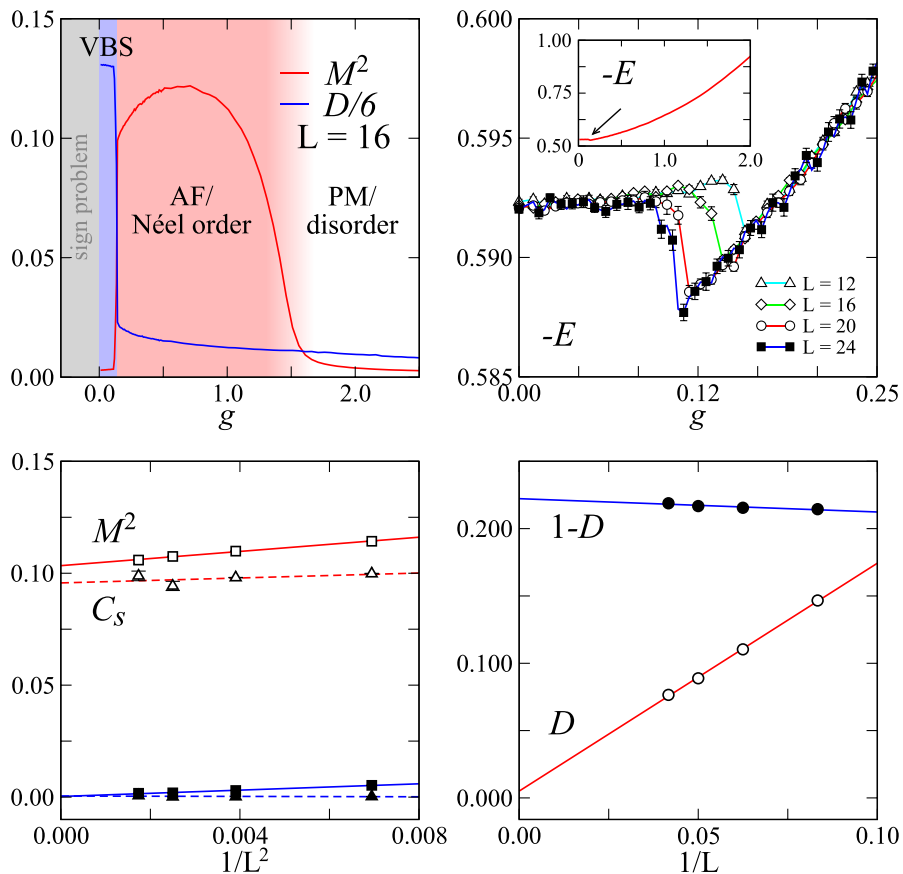 0.15
0.10
0.05
0.00
0.0
1.0
2.0
g
VBS
sign problem
M²
D/6
L = 16
AF/
Néel order
PM/
disorder
0.600
0.595
0.590
0.585
0.00
0.12
0.25
g
-E
1.00
0.75
0.50
0
1.0
2.0
-E
L = 12
L = 16
L = 20
L = 24
0.15
0.10
0.05
0.00
0.000
0.004
0.008
1/L²
M²
Cₛ
0.200
0.100
0.000
0.00
0.05
0.10
1/L
1-D
D